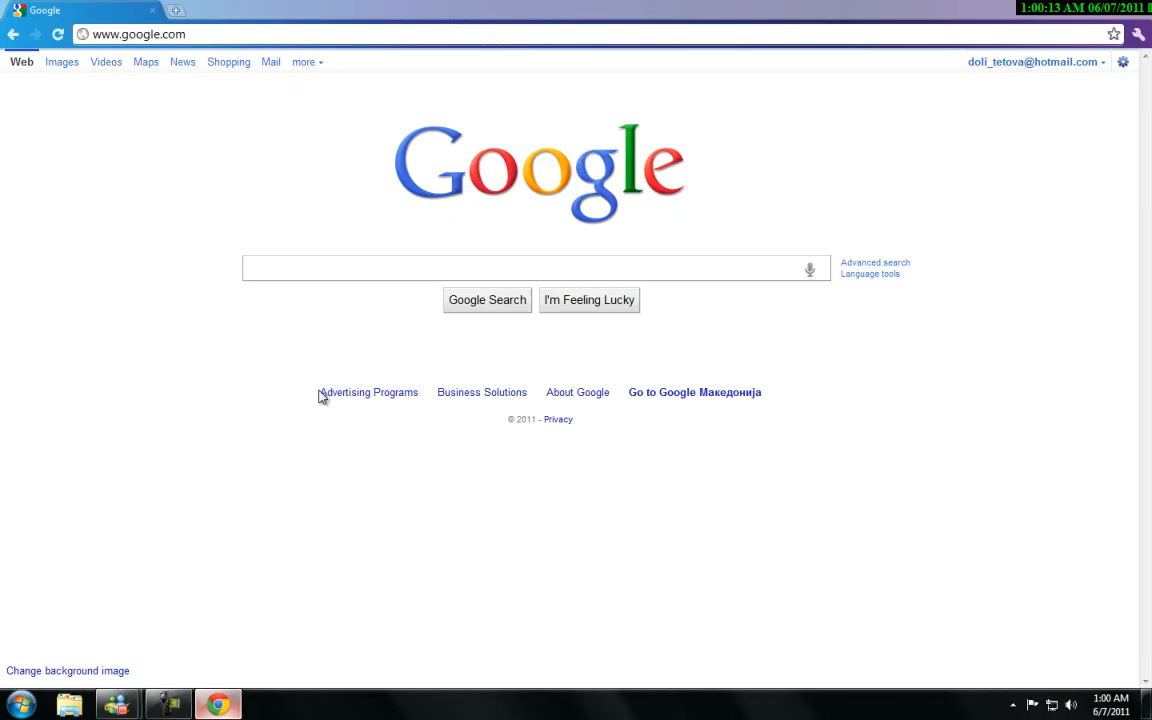 Google
1:00:13 AM 06/07/2011
www.google.com
Web Images Videos Maps News Shopping Mail more
doli_tetova@hotmail.com
Google
Advanced search
Language tools
Google Search I'm Feeling Lucky
Advertising Programs Business Solutions About Google Go to Google Македонија
© 2011 - Privacy
Change background image
1:00 AM
6/7/2011